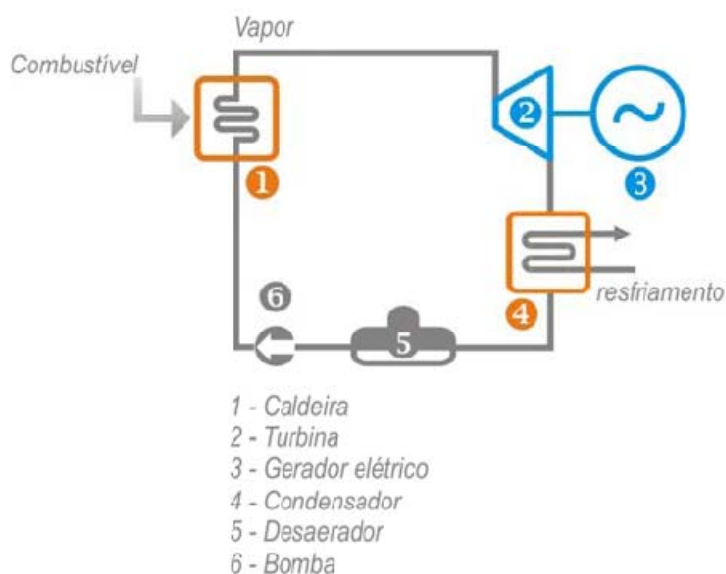 Vapor
Combustível
2
3
1
resfriamento
6
4
5
1 - Caldeira
2 - Turbina
3 - Gerador elétrico
4 - Condensador
5 - Desaerador
6 - Bomba